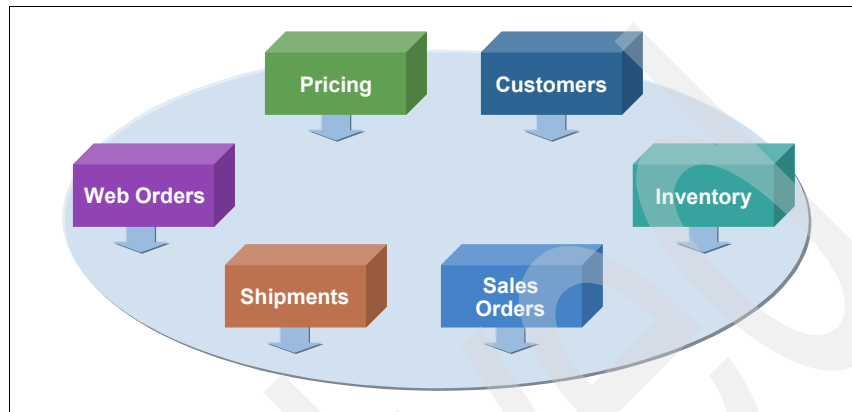 Pricing
Customers
Web Orders
Inventory
Shipments
Sales
Orders